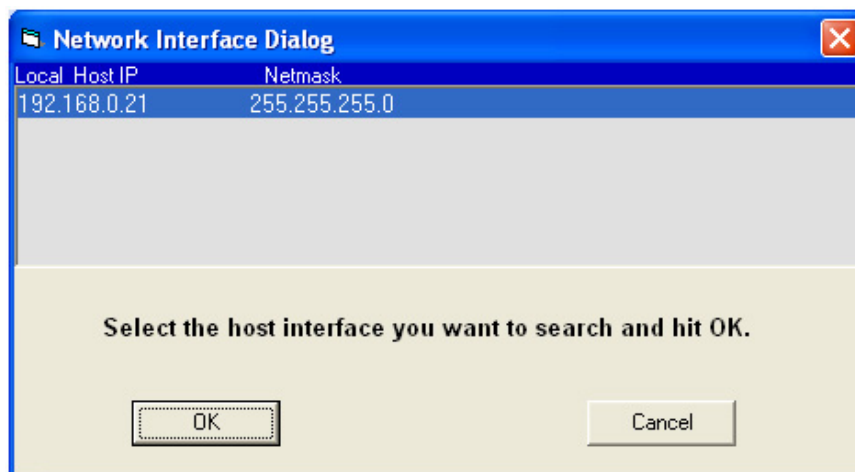 Network Interface Dialog
Local Host IP Netmask
192.168.0.21 255.255.255.0
Select the host interface you want to search and hit OK.
OK Cancel